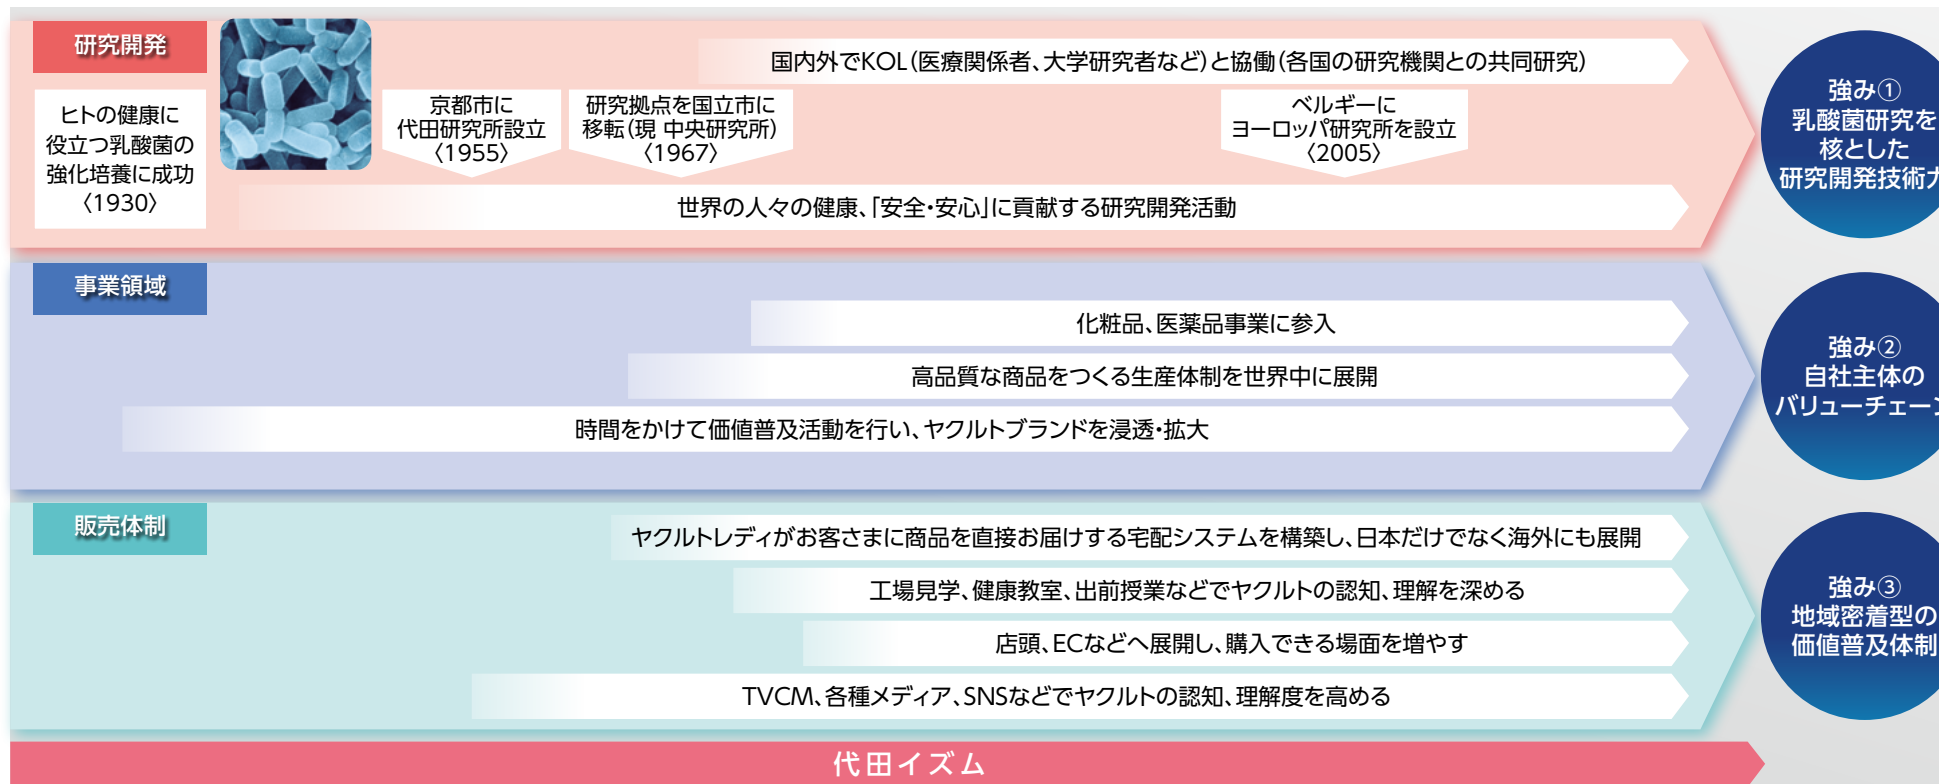 研究開発
ヒトの健康に
役立つ乳酸菌の
強化培養に成功
〈1930〉
国内外でKOL(医療関係者、大学研究者など)と協働(各国の研究機関との共同研究)
京都市に
代田研究所設立
〈1955〉
研究拠点を国立市に
移転(現 中央研究所)
〈1967〉
ベルギーに
ヨーロッパ研究所を設立
〈2005〉
世界の人々の健康、「安全・安心」に貢献する研究開発活動
強み①
乳酸菌研究を
核とした
研究開発技術力
事業領域
化粧品、医薬品事業に参入
高品質な商品をつくる生産体制を世界中に展開
時間をかけて価値普及活動を行い、ヤクルトブランドを浸透・拡大
強み②
自社主体の
バリューチェーン
販売体制
ヤクルトレディがお客さまに商品を直接お届けする宅配システムを構築し、日本だけでなく海外にも展開
工場見学、健康教室、出前授業などでヤクルトの認知、理解を深める
店頭、ECなどへ展開し、購入できる場面を増やす
TVCM、各種メディア、SNSなどでヤクルトの認知、理解度を高める
強み③
地域密着型の
価値普及体制
代田イズム